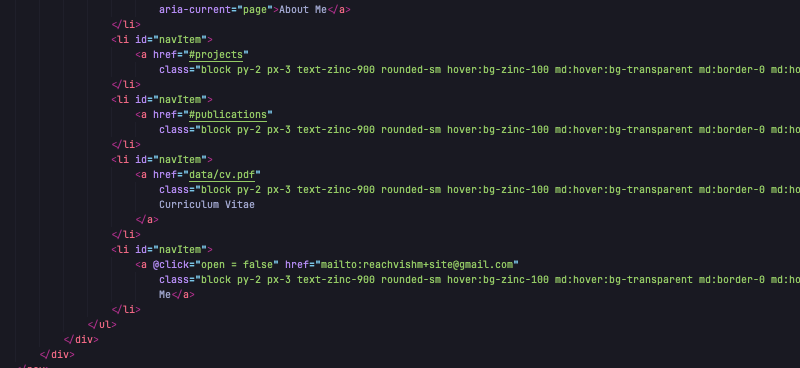 aria-current="page">About Me</a>
</li>
<li id="navItem">
<a href="#projects"
class="block py-2 px-3 text-zinc-900 rounded-sm hover:bg-zinc-100 md:hover:bg-transparent md:border-0 md:ho
</li>
<li id="navItem">
<a href="#publications"
class="block py-2 px-3 text-zinc-900 rounded-sm hover:bg-zinc-100 md:hover:bg-transparent md:border-0 md:ho
</li>
<li id="navItem">
<a href="data/cv.pdf"
class="block py-2 px-3 text-zinc-900 rounded-sm hover:bg-zinc-100 md:hover:bg-transparent md:border-0 md:ho
Curriculum Vitae
</a>
</li>
<li id="navItem">
<a @click="open = false" href="mailto:reachvishm+site@gmail.com"
class="block py-2 px-3 text-zinc-900 rounded-sm hover:bg-zinc-100 md:hover:bg-transparent md:border-0 md:ho
Me</a>
</li>
</ul>
</div>
</div>